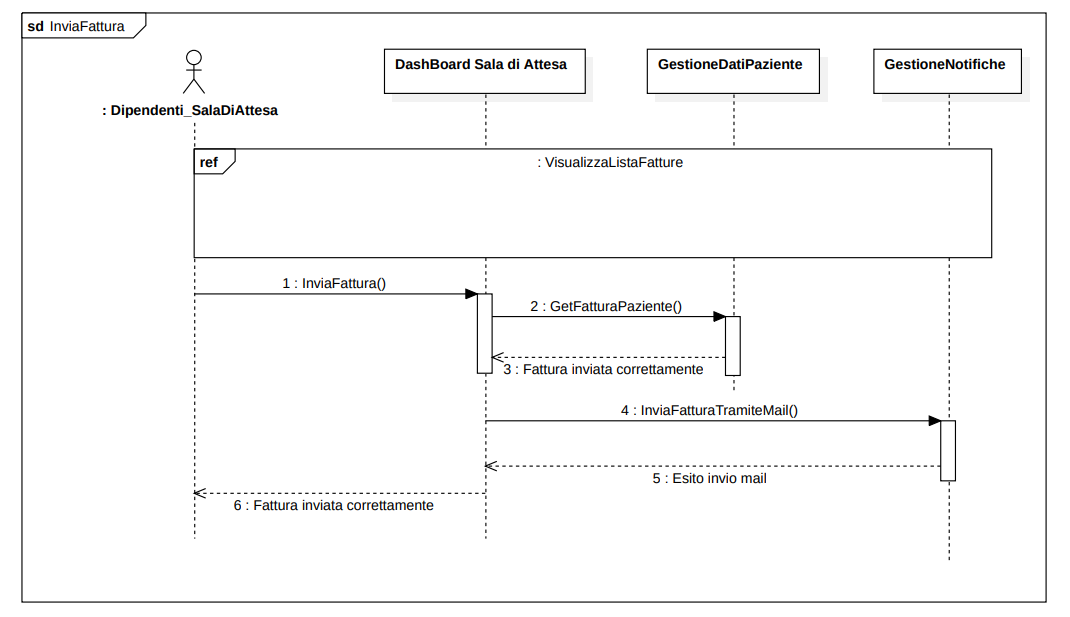 sd InviaFattura
DashBoard Sala di Attesa
GestioneDatiPaziente
GestioneNotifiche
: Dipendenti_SalaDiAttesa
ref
: VisualizzaListaFatture
1 : InviaFattura()
2 : GetFatturaPaziente()
3 : Fattura inviata correttamente
4 : InviaFatturaTramiteMail()
5 : Esito invio mail
6 : Fattura inviata correttamente